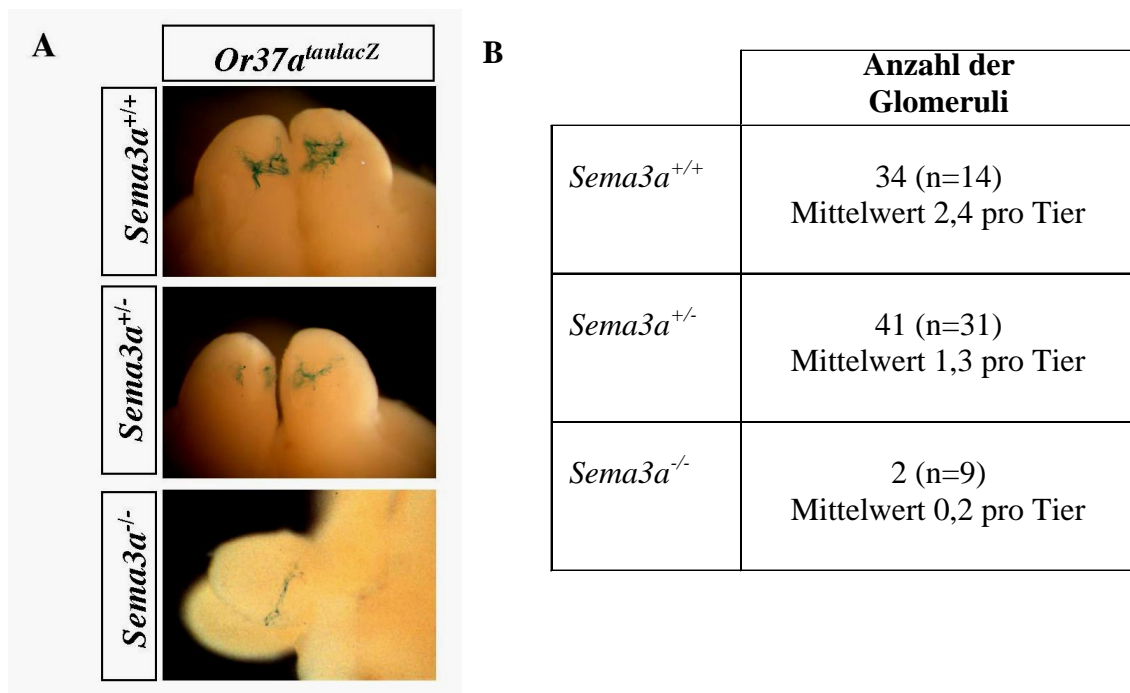 A
Or37a^taulacZ
Sema3a^+/+
Sema3a^+/-
Sema3a^-/-
B
Anzahl der
Glomeruli
Sema3a^+/+
34 (n=14)
Mittelwert 2,4 pro Tier
Sema3a^+/-
41 (n=31)
Mittelwert 1,3 pro Tier
Sema3a^-/-
2 (n=9)
Mittelwert 0,2 pro Tier